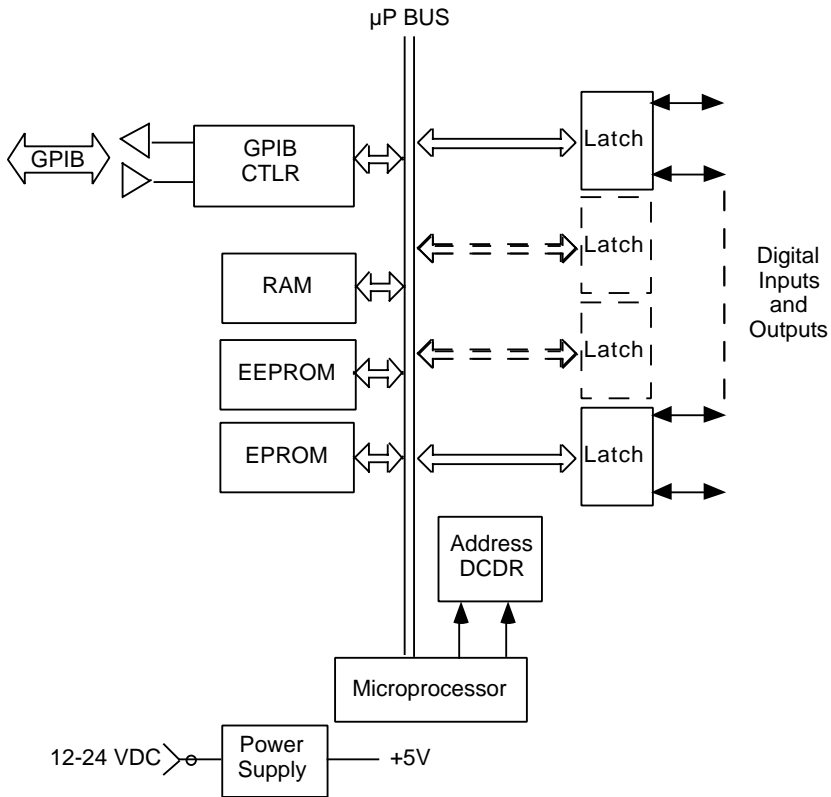 µP BUS
GPIB
GPIB
CTLR
Latch
Latch
RAM
Digital
Inputs
and
Outputs
Latch
EEPROM
EPROM
Latch
Address
DCDR
Microprocessor
12-24 VDC
Power
Supply
+5V